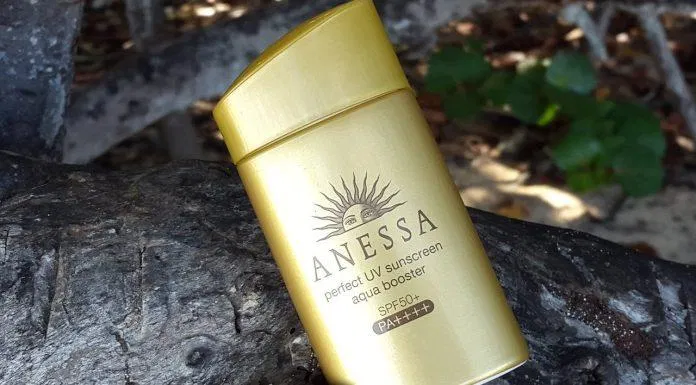 ANESSA
perfect UV sunscreen
aqua booster
SPF50+
PA++++